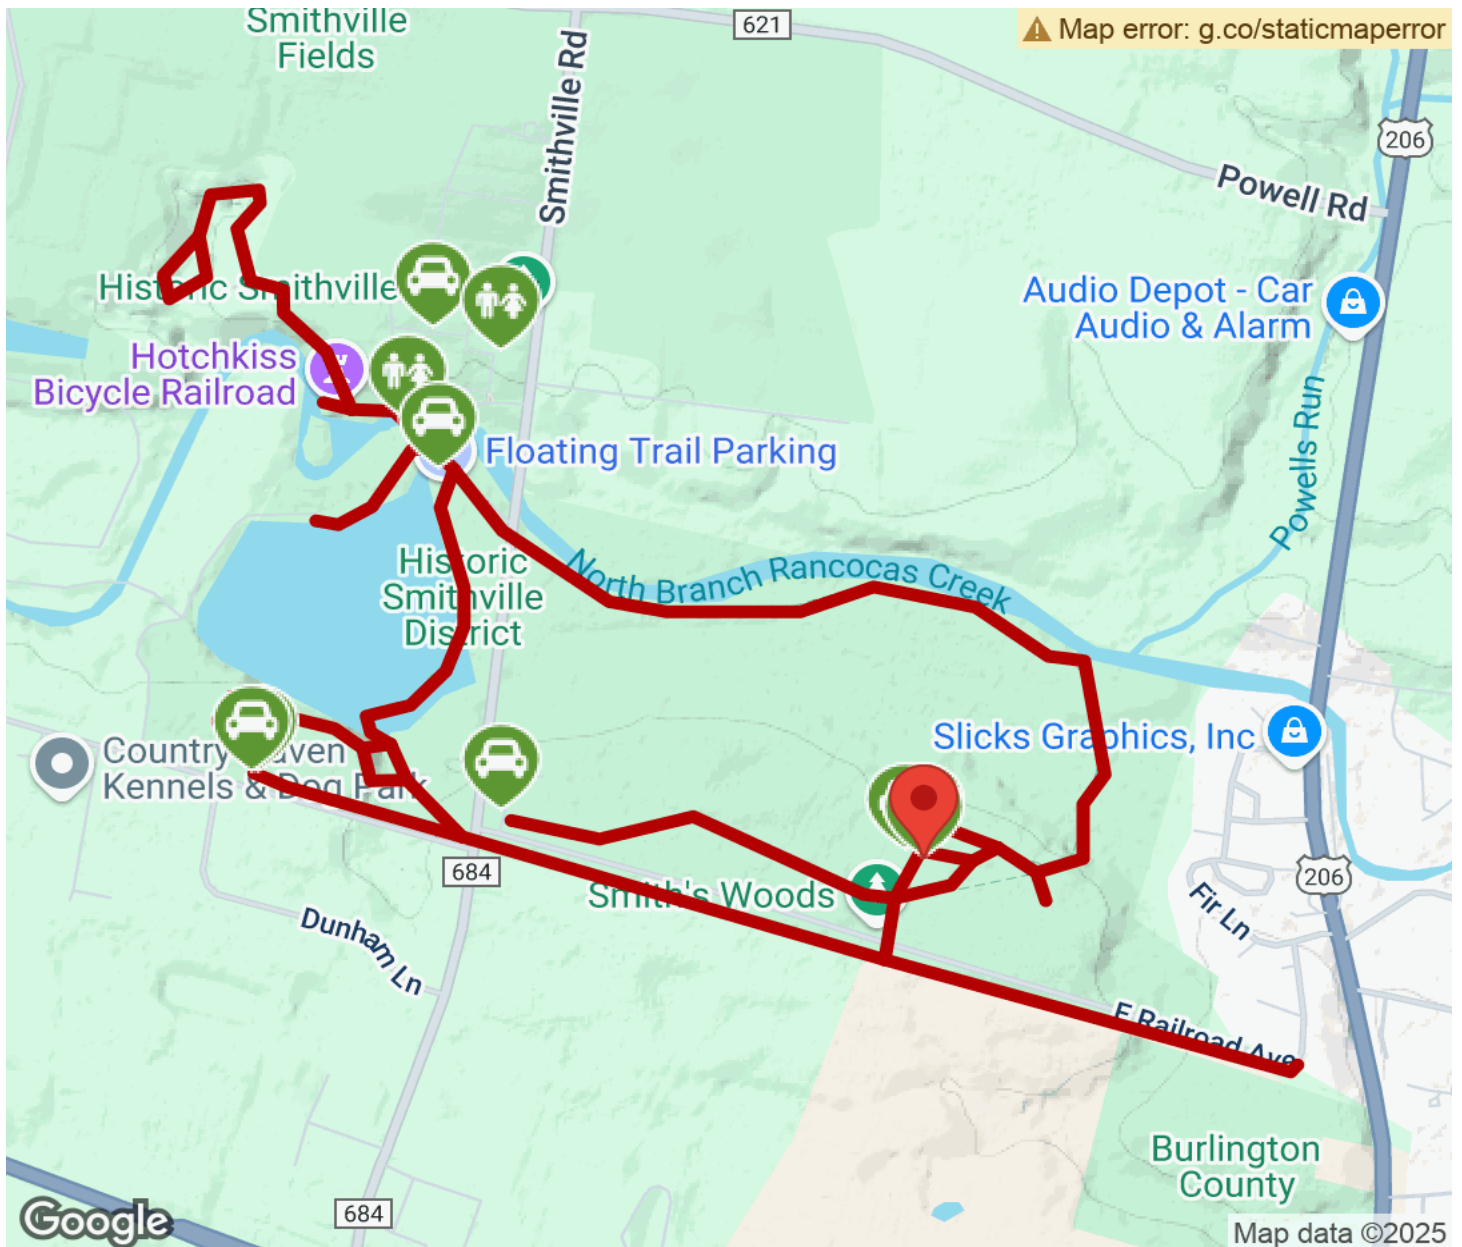 Smithville
Fields
621
Map error: g.co/staticmaperror
Smithville Rd
206
Powell Rd
Historic Smithville
Audio Depot - Car
Audio & Alarm
Hotchkiss
Bicycle Railroad
Floating Trail Parking
Powells Run
Historic
Smithville
District
North Branch Rancocas Creek
Slicks Graphics, Inc
Country Haven
Kennels & Dog Park
684
206
Smith's Woods
Fir Ln
Dunham Ln
E Railroad Ave
Burlington
County
684
Google
Map data ©2025